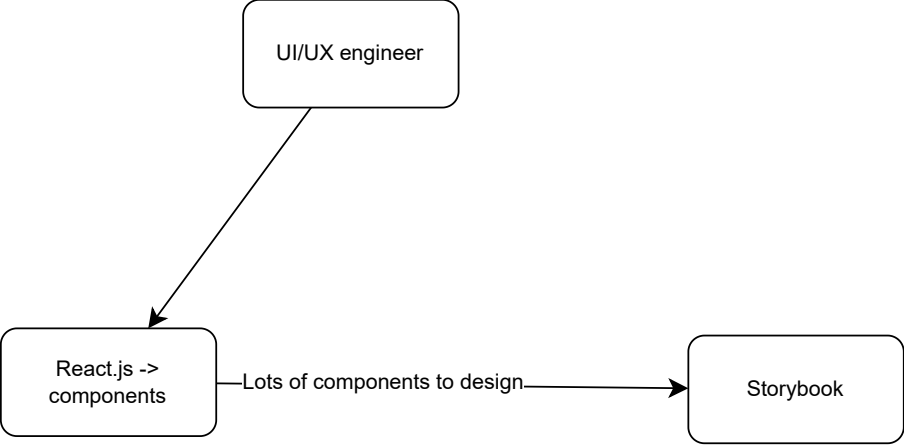 UI/UX engineer
React.js ->
components
Lots of components to design
Storybook